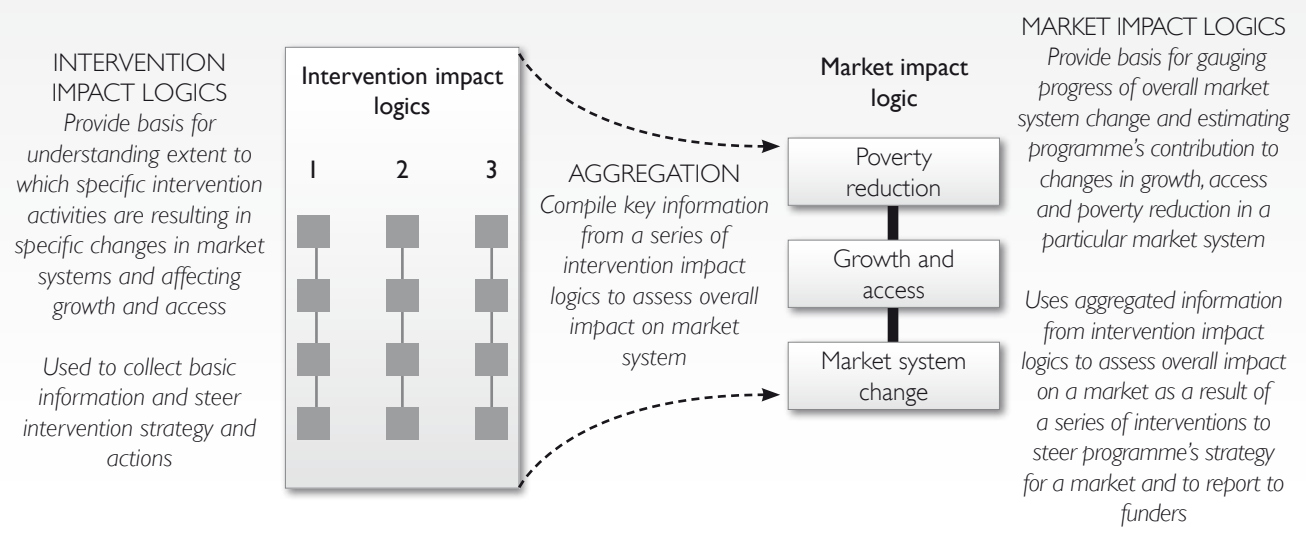 INTERVENTION
IMPACT LOGICS
Provide basis for
understanding extent to
which specific intervention
activities are resulting in
specific changes in market
systems and affecting
growth and access
Used to collect basic
information and steer
intervention strategy and
actions
Intervention impact
logics
1 2 3
AGGREGATION
Compile key information
from a series of
intervention impact
logics to assess overall
impact on market
system
Market impact
logic
Poverty
reduction
Growth and
access
Market system
change
MARKET IMPACT LOGICS
Provide basis for gauging
progress of overall market
system change and estimating
programme’s contribution to
changes in growth, access
and poverty reduction in a
particular market system
Uses aggregated information
from intervention impact
logics to assess overall impact
on a market as a result of
a series of interventions to
steer programme’s strategy
for a market and to report to
funders